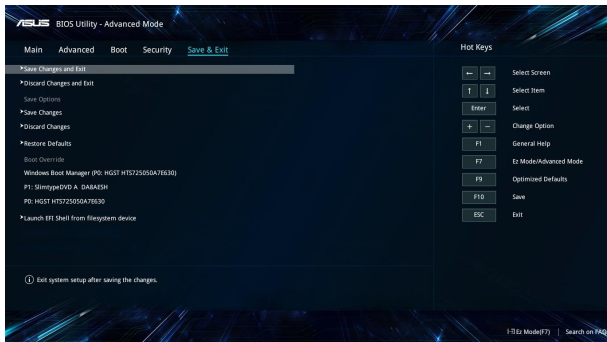 ASUS BIOS Utility - Advanced Mode
Main Advanced Boot Security Save & Exit
Hot Keys
Save Changes and Exit
Discard Changes and Exit
Save Options
Save Changes
Discard Changes
Restore Defaults
Boot Override
Windows Boot Manager (P0: HGST HTS725050A7E630)
P1: SlimtypeDVD A DA8AESH
P0: HGST HTS725050A7E630
Launch EFI Shell from filesystem device
Exit system setup after saving the changes.
← → Select Screen
↑ ↓ Select Item
Enter Select
+ − Change Option
F1 General Help
F7 Ez Mode/Advanced Mode
F9 Optimized Defaults
F10 Save
ESC Exit
Ez Mode(F7) | Search on FAQ